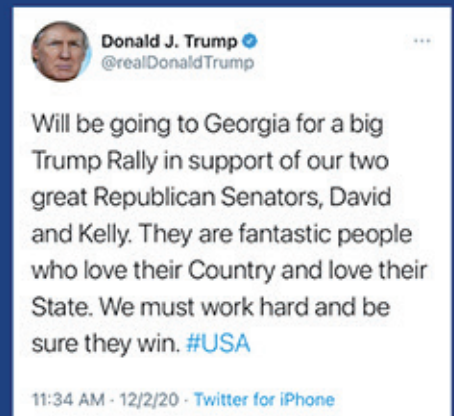 Donald J. Trump
@realDonaldTrump
Will be going to Georgia for a big
Trump Rally in support of our two
great Republican Senators, David
and Kelly. They are fantastic people
who love their Country and love their
State. We must work hard and be
sure they win. #USA
11:34 AM · 12/2/20 · Twitter for iPhone